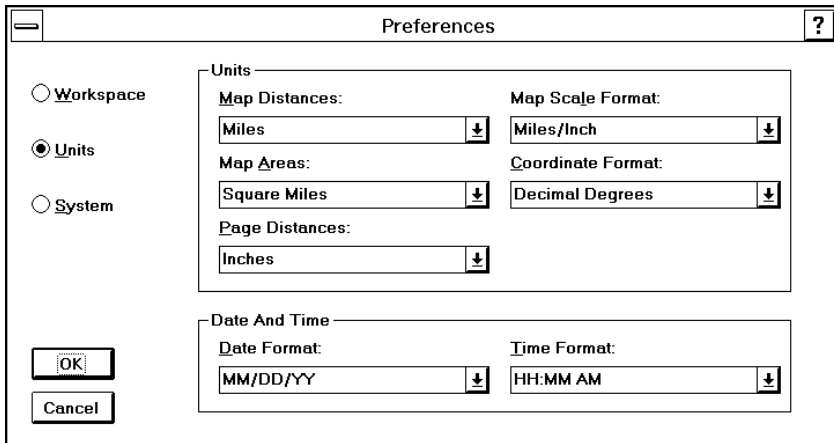 Preferences
?
Workspace
Units
System
Units
Map Distances:
Miles
Map Scale Format:
Miles/Inch
Map Areas:
Square Miles
Coordinate Format:
Decimal Degrees
Page Distances:
Inches
Date And Time
Date Format:
MM/DD/YY
Time Format:
HH:MM AM
OK
Cancel